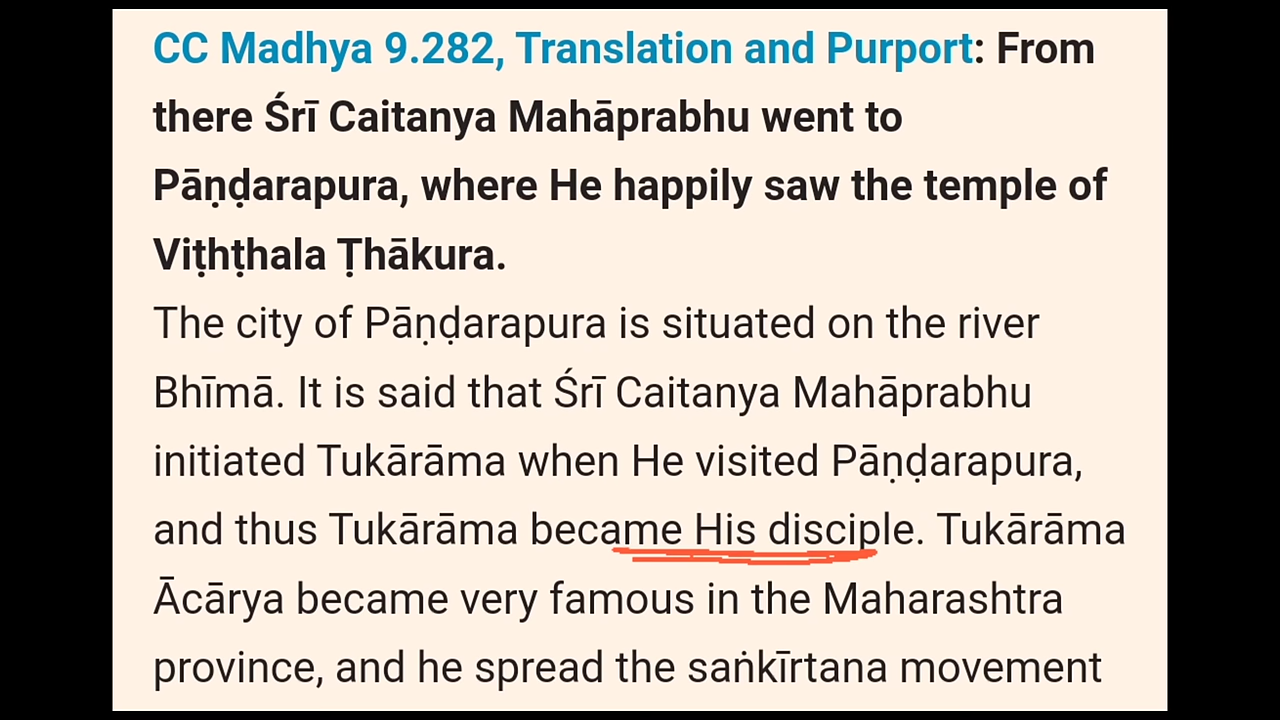 CC Madhya 9.282, Translation and Purport: From
there Śrī Caitanya Mahāprabhu went to
Pāṇḍarapura, where He happily saw the temple of
Viṭhṭhala Ṭhākura.
The city of Pāṇḍarapura is situated on the river
Bhīmā. It is said that Śrī Caitanya Mahāprabhu
initiated Tukārāma when He visited Pāṇḍarapura,
and thus Tukārāma became His disciple. Tukārāma
Ācārya became very famous in the Maharashtra
province, and he spread the saṅkīrtana movement